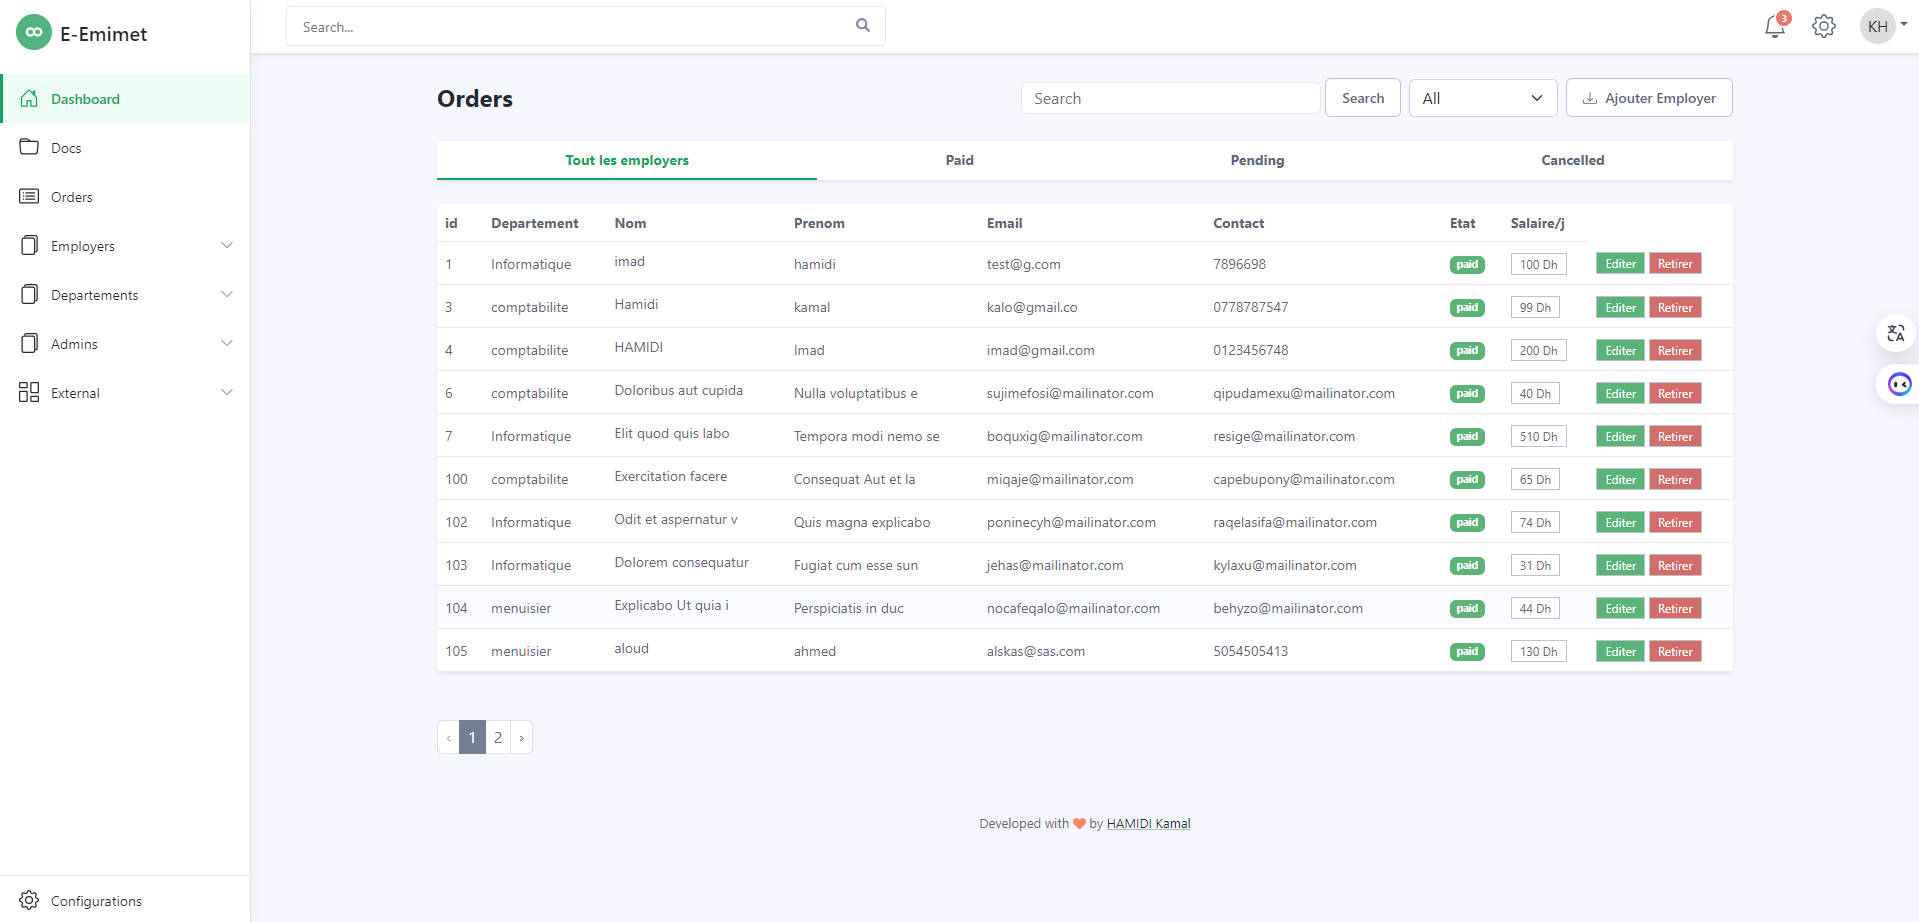 E-Emimet
Search...
3
KH
Dashboard
Docs
Orders
Employers
Departements
Admins
External
Configurations
Orders
Search
Search
All
Ajouter Employer
Tout les employers Paid Pending Cancelled
id Departement Nom Prenom Email Contact Etat Salaire/j
1 Informatique imad hamidi test@g.com 7896698 paid 100 Dh Editer Retirer
3 comptabilite Hamidi kamal kalo@gmail.co 0778787547 paid 99 Dh Editer Retirer
4 comptabilite HAMIDI Imad imad@gmail.com 0123456748 paid 200 Dh Editer Retirer
6 comptabilite Doloribus aut cupida Nulla voluptatibus e sujimefosi@mailinator.com qipudamexu@mailinator.com paid 40 Dh Editer Retirer
7 Informatique Elit quod quis labo Tempora modi nemo se boquxig@mailinator.com resige@mailinator.com paid 510 Dh Editer Retirer
100 comptabilite Exercitation facere Consequat Aut et la miqaje@mailinator.com capebupony@mailinator.com paid 65 Dh Editer Retirer
102 Informatique Odit et aspernatur v Quis magna explicabo poninecyh@mailinator.com raqelasifa@mailinator.com paid 74 Dh Editer Retirer
103 Informatique Dolorem consequatur Fugiat cum esse sun jehas@mailinator.com kylaxu@mailinator.com paid 31 Dh Editer Retirer
104 menuisier Explicabo Ut quia i Perspiciatis in duc nocafeqalo@mailinator.com behyzo@mailinator.com paid 44 Dh Editer Retirer
105 menuisier aloud ahmed alskas@sas.com 5054505413 paid 130 Dh Editer Retirer
‹ 1 2 ›
Developed with ♥ by HAMIDI Kamal